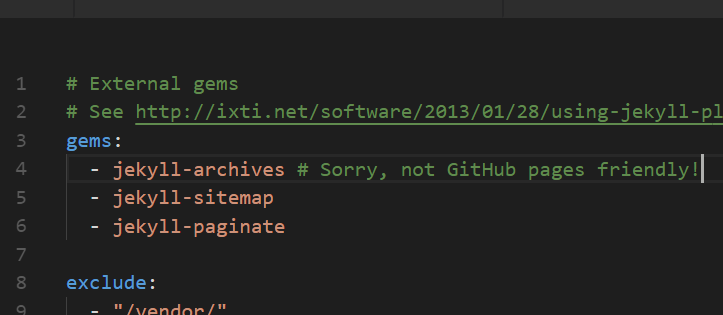 1 # External gems
2 # See http://ixti.net/software/2013/01/28/using-jekyll-pl
3 gems:
4 - jekyll-archives # Sorry, not GitHub pages friendly!
5 - jekyll-sitemap
6 - jekyll-paginate
7
8 exclude:
9 - "/vendor/"